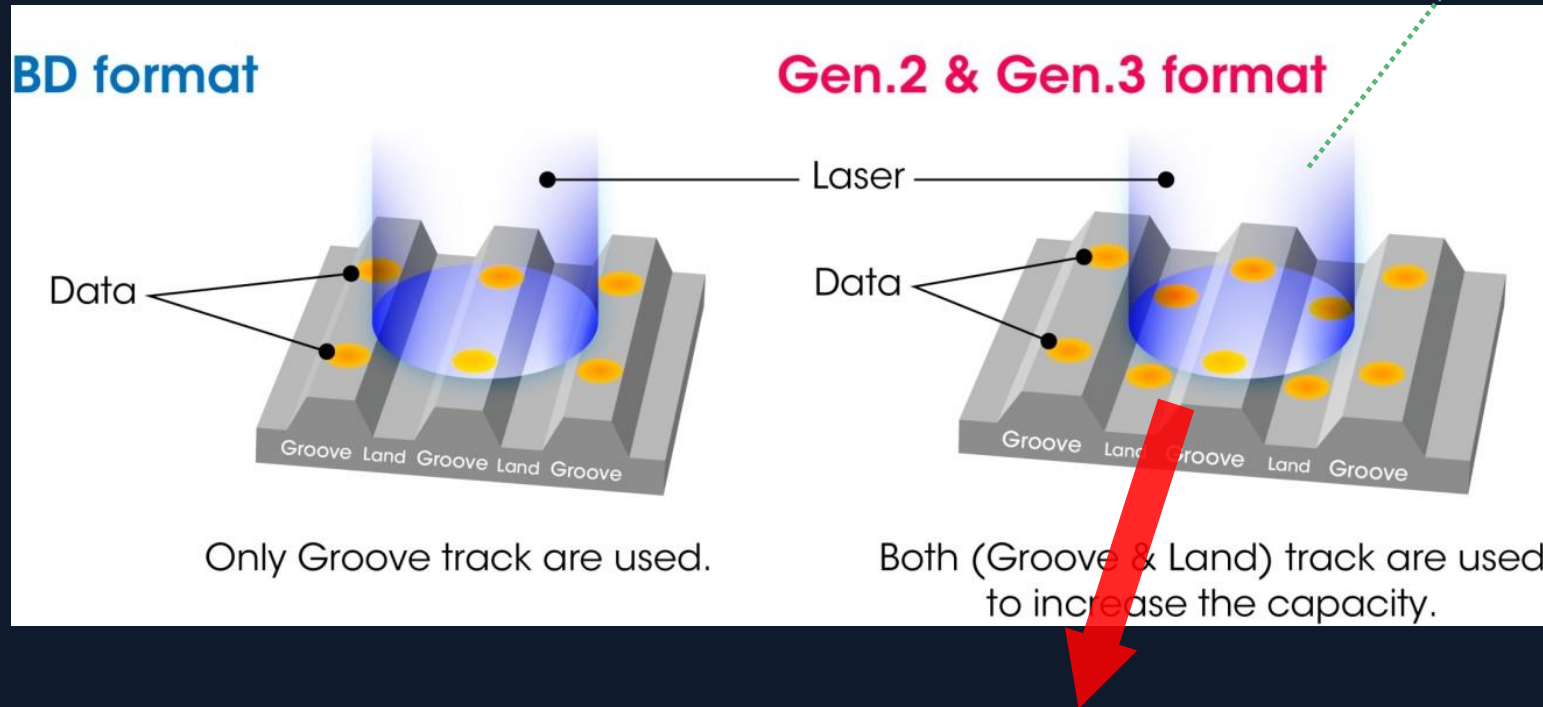 BD format
Gen.2 & Gen.3 format
Laser
Data
Data
Groove Land Groove Land Groove
Groove Land Groove Land Groove
Only Groove track are used.
Both (Groove & Land) track are used
to increase the capacity.